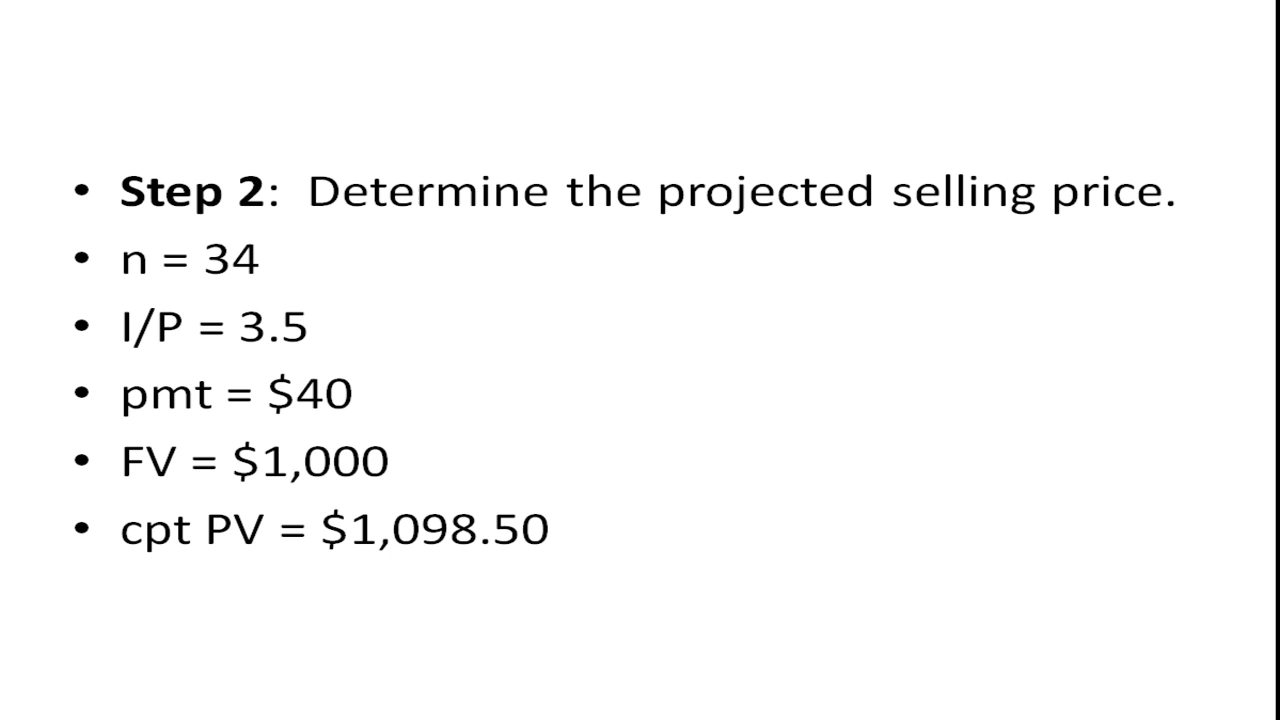 • Step 2: Determine the projected selling price.
• n = 34
• I/P = 3.5
• pmt = $40
• FV = $1,000
• cpt PV = $1,098.50